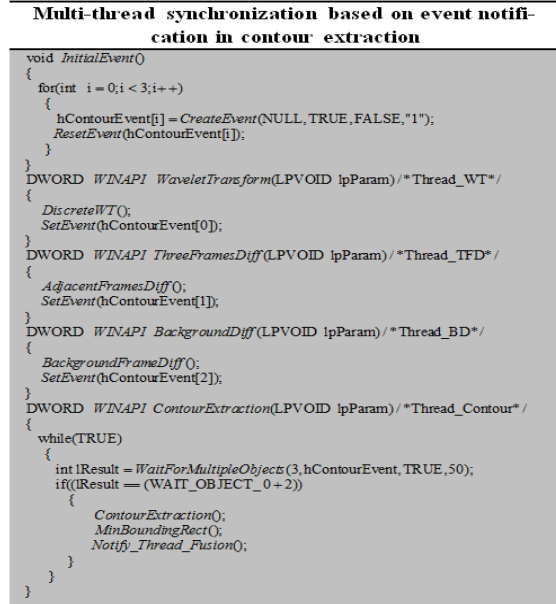 Multi-thread synchronization based on event notifi-
cation in contour extraction
void InitialEvent()
{
for(int i = 0;i < 3;i++)
{
hContourEvent[i] = CreateEvent(NULL,TRUE,FALSE,"1");
ResetEvent(hContourEvent[i]);
}
}
DWORD WINAPI WaveletTransform(LPVOID lpParam)/*Thread_WT*/
{
DiscreteWT();
SetEvent(hContourEvent[0]);
}
DWORD WINAPI ThreeFramesDiff(LPVOID lpParam)/*Thread_TFD*/
{
AdjacentFramesDiff();
SetEvent(hContourEvent[1]);
}
DWORD WINAPI BackgroundDiff(LPVOID lpParam)/*Thread_BD*/
{
BackgroundFrameDiff();
SetEvent(hContourEvent[2]);
}
DWORD WINAPI ContourExtraction(LPVOID lpParam)/*Thread_Contour*/
{
while(TRUE)
{
int lResult = WaitForMultipleObjects(3,hContourEvent,TRUE,50);
if((lResult == (WAIT_OBJECT_0+2))
{
ContourExtraction();
MinBoundingRect();
Notify_Thread_Fusion();
}
}
}